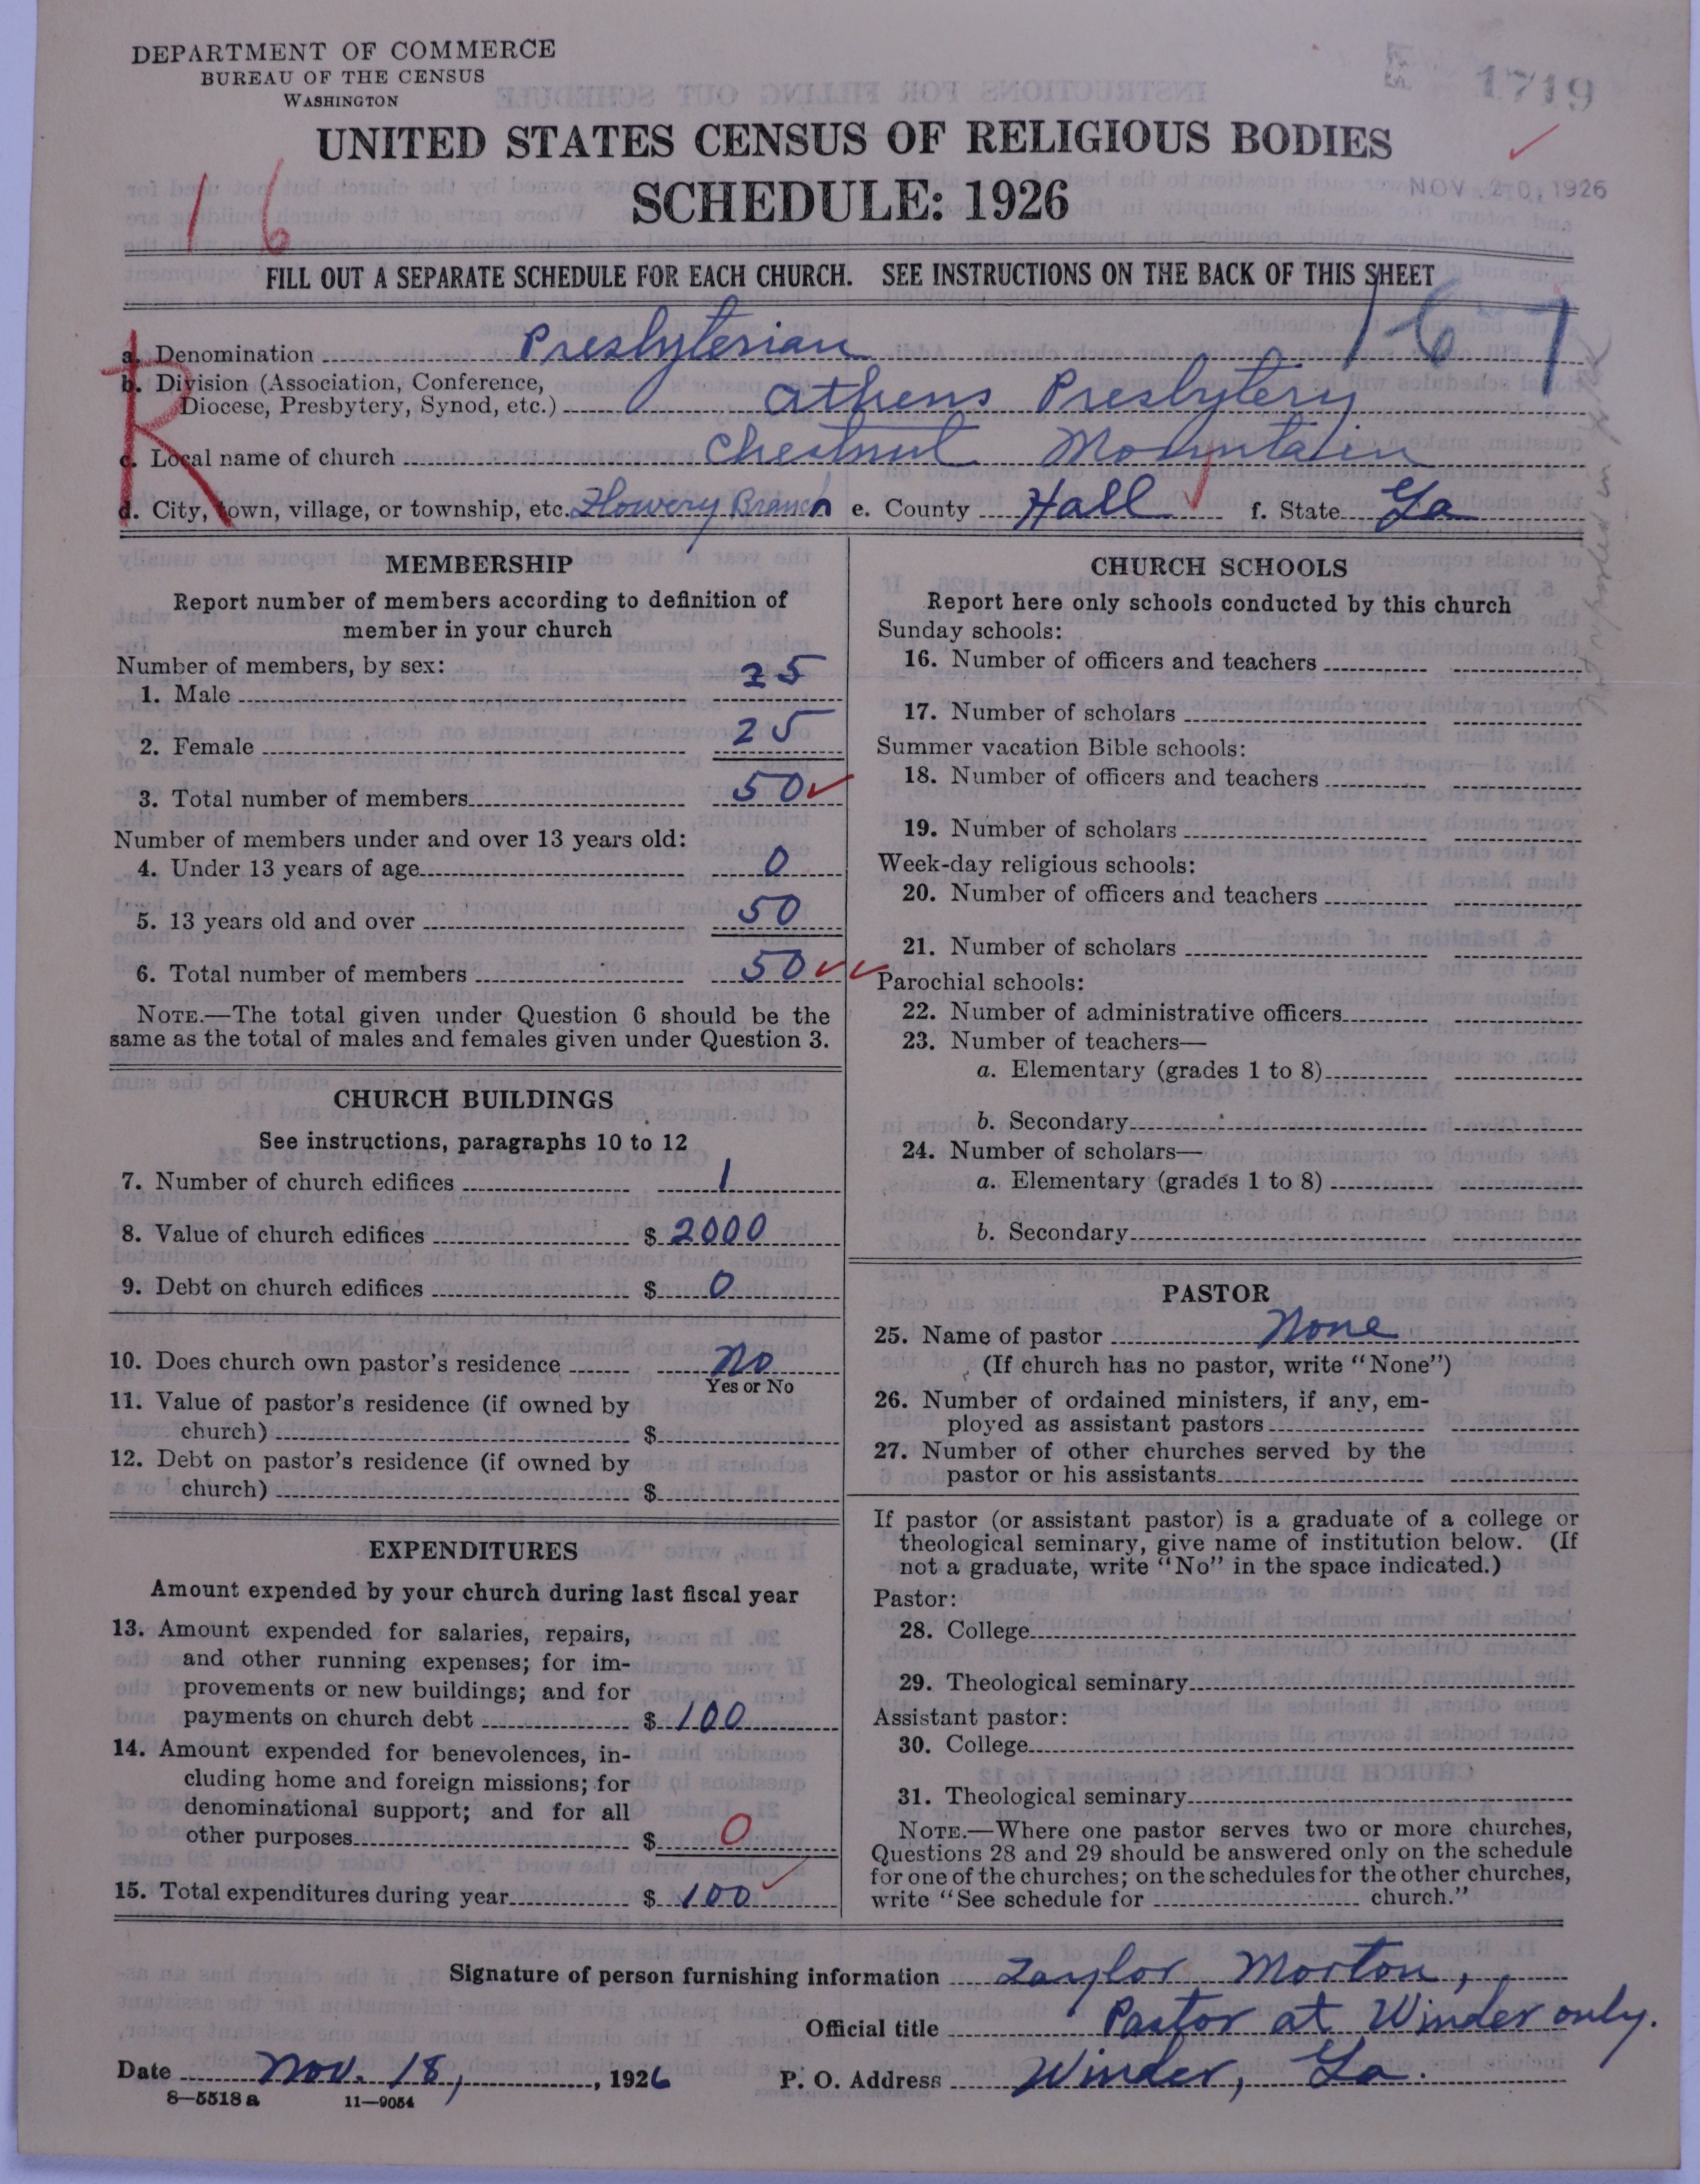 DEPARTMENT OF COMMERCE
BUREAU OF THE CENSUS
WASHINGTON
1719
UNITED STATES CENSUS OF RELIGIOUS BODIES
SCHEDULE: 1926
NOV 20, 1926
16
FILL OUT A SEPARATE SCHEDULE FOR EACH CHURCH. SEE INSTRUCTIONS ON THE BACK OF THIS SHEET
167
R
a. Denomination Presbyterian
b. Division (Association, Conference,
Diocese, Presbytery, Synod, etc.) Athens Presbytery
c. Local name of church Chestnut Mountain
d. City, town, village, or township, etc. Flowery Branch e. County Hall f. State Ga
MEMBERSHIP
Report number of members according to definition of
member in your church
Number of members, by sex:
1. Male 25
2. Female 25
3. Total number of members 50
Number of members under and over 13 years old:
4. Under 13 years of age 0
5. 13 years old and over 50
6. Total number of members 50
NOTE.—The total given under Question 6 should be the
same as the total of males and females given under Question 3.
CHURCH BUILDINGS
See instructions, paragraphs 10 to 12
7. Number of church edifices 1
8. Value of church edifices $ 2000
9. Debt on church edifices $ 0
10. Does church own pastor's residence No
Yes or No
11. Value of pastor's residence (if owned by
church) $
12. Debt on pastor's residence (if owned by
church) $
EXPENDITURES
Amount expended by your church during last fiscal year
13. Amount expended for salaries, repairs,
and other running expenses; for im-
provements or new buildings; and for
payments on church debt $ 100
14. Amount expended for benevolences, in-
cluding home and foreign missions; for
denominational support; and for all
other purposes $ 0
15. Total expenditures during year $ 100
CHURCH SCHOOLS
Report here only schools conducted by this church
Sunday schools:
16. Number of officers and teachers
17. Number of scholars
Summer vacation Bible schools:
18. Number of officers and teachers
19. Number of scholars
Week-day religious schools:
20. Number of officers and teachers
21. Number of scholars
Parochial schools:
22. Number of administrative officers
23. Number of teachers—
a. Elementary (grades 1 to 8)
b. Secondary
24. Number of scholars—
a. Elementary (grades 1 to 8)
b. Secondary
PASTOR
25. Name of pastor None
(If church has no pastor, write "None")
26. Number of ordained ministers, if any, em-
ployed as assistant pastors
27. Number of other churches served by the
pastor or his assistants
If pastor (or assistant pastor) is a graduate of a college or
theological seminary, give name of institution below. (If
not a graduate, write "No" in the space indicated.)
Pastor:
28. College
29. Theological seminary
Assistant pastor:
30. College
31. Theological seminary
NOTE.—Where one pastor serves two or more churches,
Questions 28 and 29 should be answered only on the schedule
for one of the churches; on the schedules for the other churches,
write "See schedule for church."
Signature of person furnishing information Taylor Morton,
Official title Pastor at Winder only.
Date Nov. 18, 1926 P. O. Address Winder, Ga.
8—5518 a 11—9054